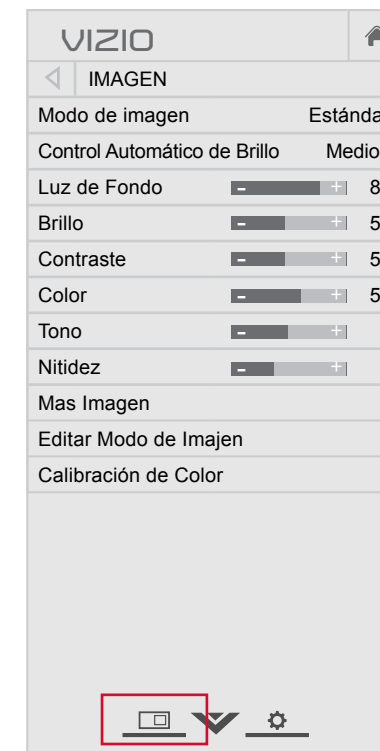 VIZIO
IMAGEN
Modo de imagen
Control Automático de Brillo Medio
Luz de Fondo - +
Brillo - +
Contraste - +
Color - +
Tono - +
Nitidez - +
Mas Imagen
Editar Modo de Imajen
Calibración de Color